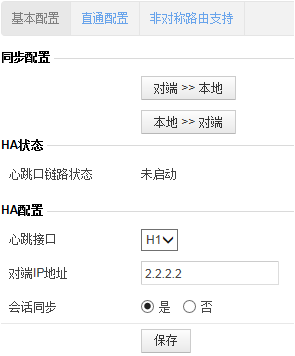 基本配置 直通配置 非对称路由支持
同步配置
对端 >> 本地
本地 >> 对端
HA状态
心跳口链路状态 未启动
HA配置
心跳接口 H1
对端IP地址 2.2.2.2
会话同步 是 否
保存